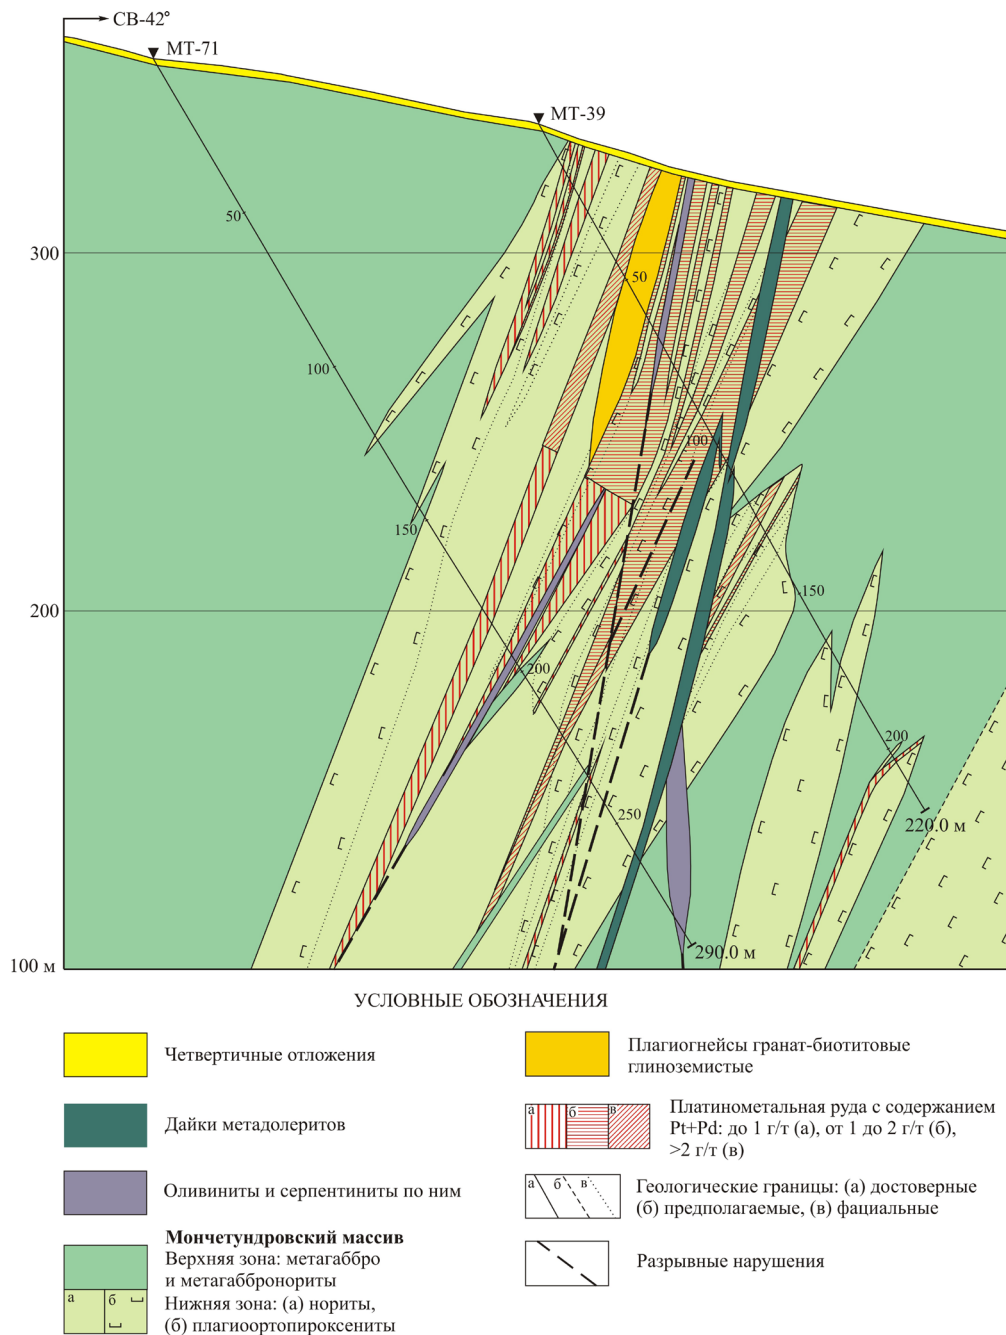 СВ-42°
МТ-71
МТ-39
50
300
50
100
100
150
150
200
200
200
250
220.0 м
290.0 м
100 м
УСЛОВНЫЕ ОБОЗНАЧЕНИЯ
Четвертичные отложения
Дайки метадолеритов
Оливиниты и серпентиниты по ним
Мончетундровский массив
Верхняя зона: метагаббро
и метагаббронориты
а б
Нижняя зона: (а) нориты,
(б) плагиоортопироксениты
Плагиогнейсы гранат-биотитовые
глиноземистые
а б в
Платинометальная руда с содержанием
Pt+Pd: до 1 г/т (а), от 1 до 2 г/т (б),
>2 г/т (в)
а б в
Геологические границы: (а) достоверные
(б) предполагаемые, (в) фациальные
Разрывные нарушения